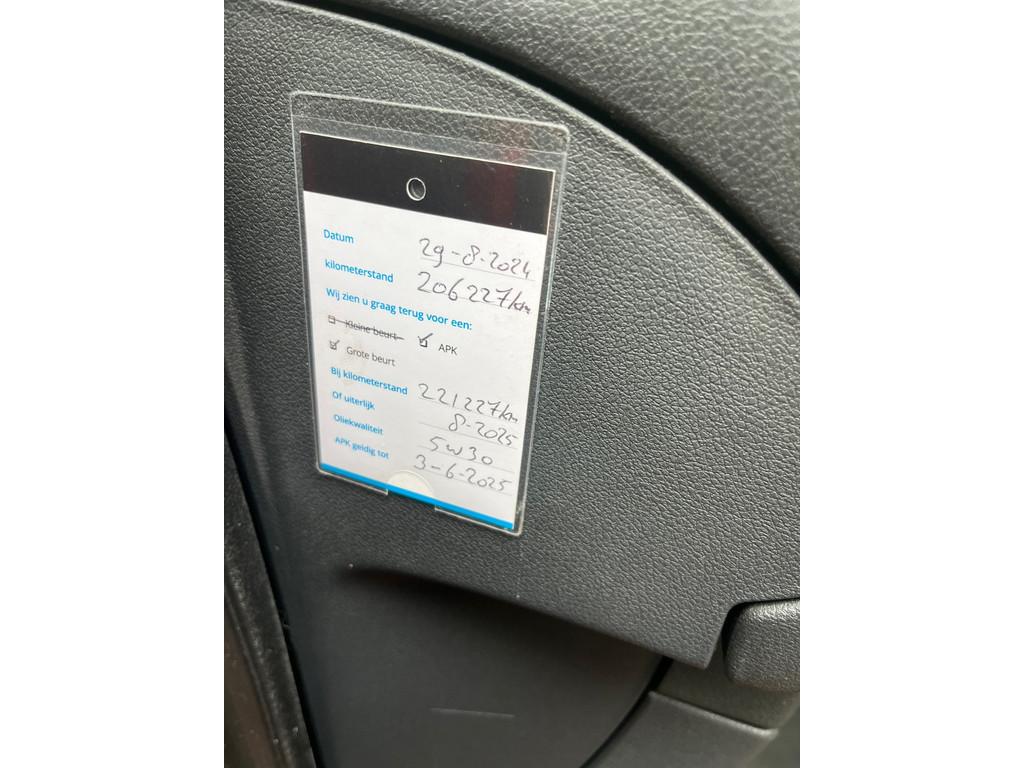 Datum 29-8-2024
kilometerstand 206227km
Wij zien u graag terug voor een:
Kleine beurt APK
Grote beurt
Bij kilometerstand 221227km
Of uiterlijk 8-2025
Oliekwaliteit 5w30
APK geldig tot 3-6-2025